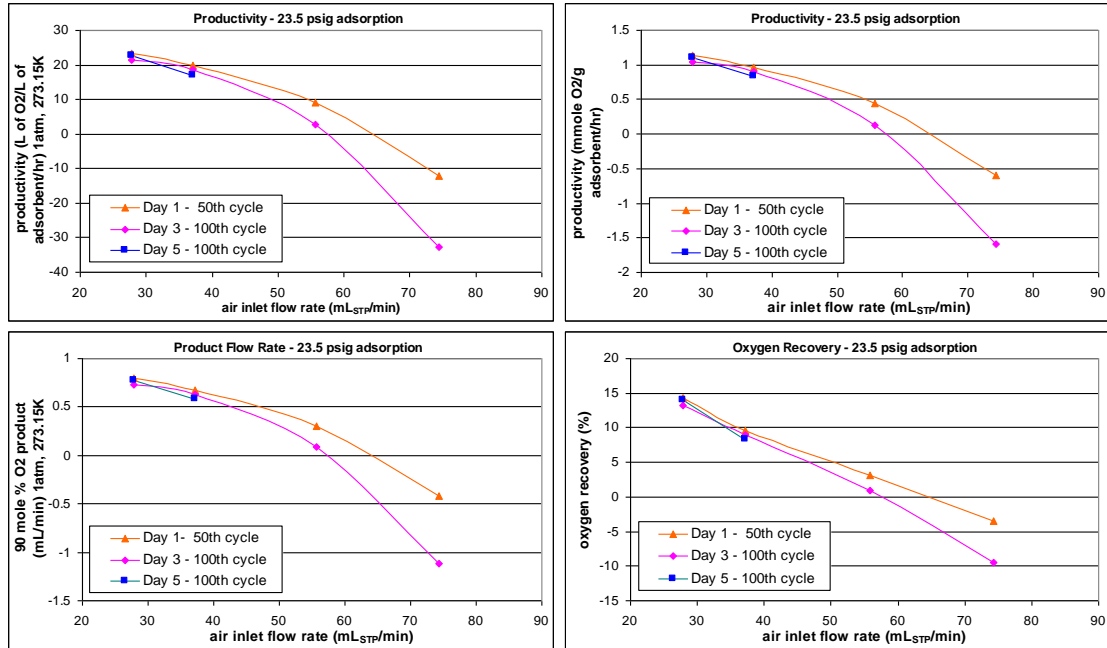 Productivity - 23.5 psig adsorption
productivity (L of O2/L of
adsorbent/hr) 1atm, 273.15K
30
20
10
0
-10
-20
-30
-40
Day 1 - 50th cycle
Day 3 - 100th cycle
Day 5 - 100th cycle
20 30 40 50 60 70 80 90
air inlet flow rate (mLSTP/min)
Productivity - 23.5 psig adsorption
productivity (mmole O2/g
adsorbent/hr)
1.5
1
0.5
0
-0.5
-1
-1.5
-2
Day 1 - 50th cycle
Day 3 - 100th cycle
Day 5 - 100th cycle
20 30 40 50 60 70 80 90
air inlet flow rate (mLSTP/min)
Product Flow Rate - 23.5 psig adsorption
90 mole % O2 product
(mL/min) 1atm, 273.15K
1
0.5
0
-0.5
-1
-1.5
Day 1- 50th cycle
Day 3 - 100th cycle
Day 5 - 100th cycle
20 30 40 50 60 70 80 90
air inlet flow rate (mLSTP/min)
Oxygen Recovery - 23.5 psig adsorption
oxygen recovery (%)
20
15
10
5
0
-5
-10
-15
Day 1 - 50th cycle
Day 3 - 100th cycle
Day 5 - 100th cycle
20 30 40 50 60 70 80 90
air inlet flow rate (mLSTP/min)